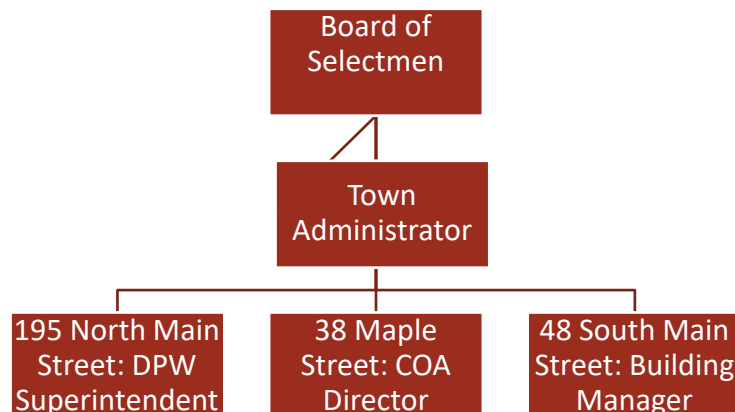 Board of
Selectmen
Town
Administrator
195 North Main
Street: DPW
Superintendent
38 Maple
Street: COA
Director
48 South Main
Street: Building
Manager